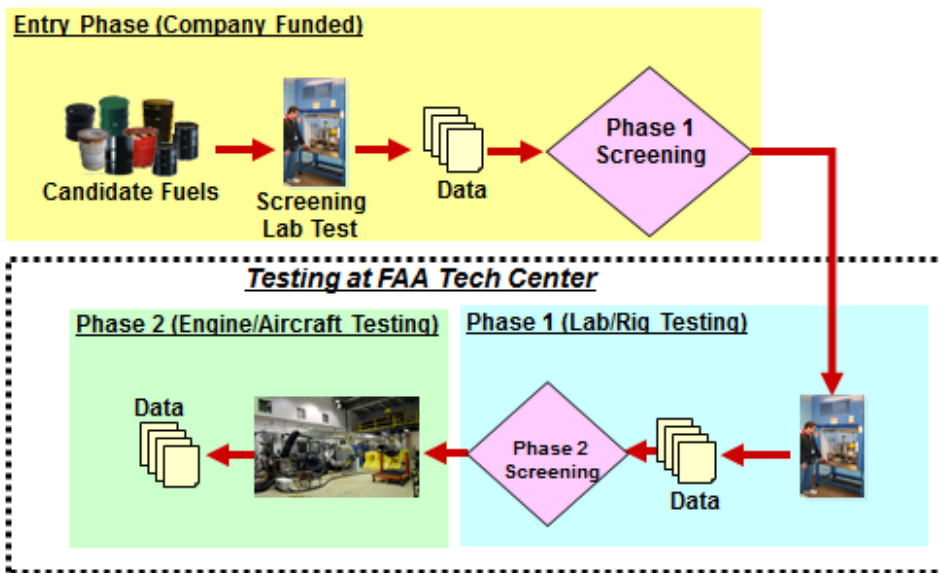 Entry Phase (Company Funded)
Candidate Fuels
Screening
Lab Test
Data
Phase 1
Screening
Testing at FAA Tech Center
Phase 2 (Engine/Aircraft Testing)
Phase 1 (Lab/Rig Testing)
Data
Phase 2
Screening
Data